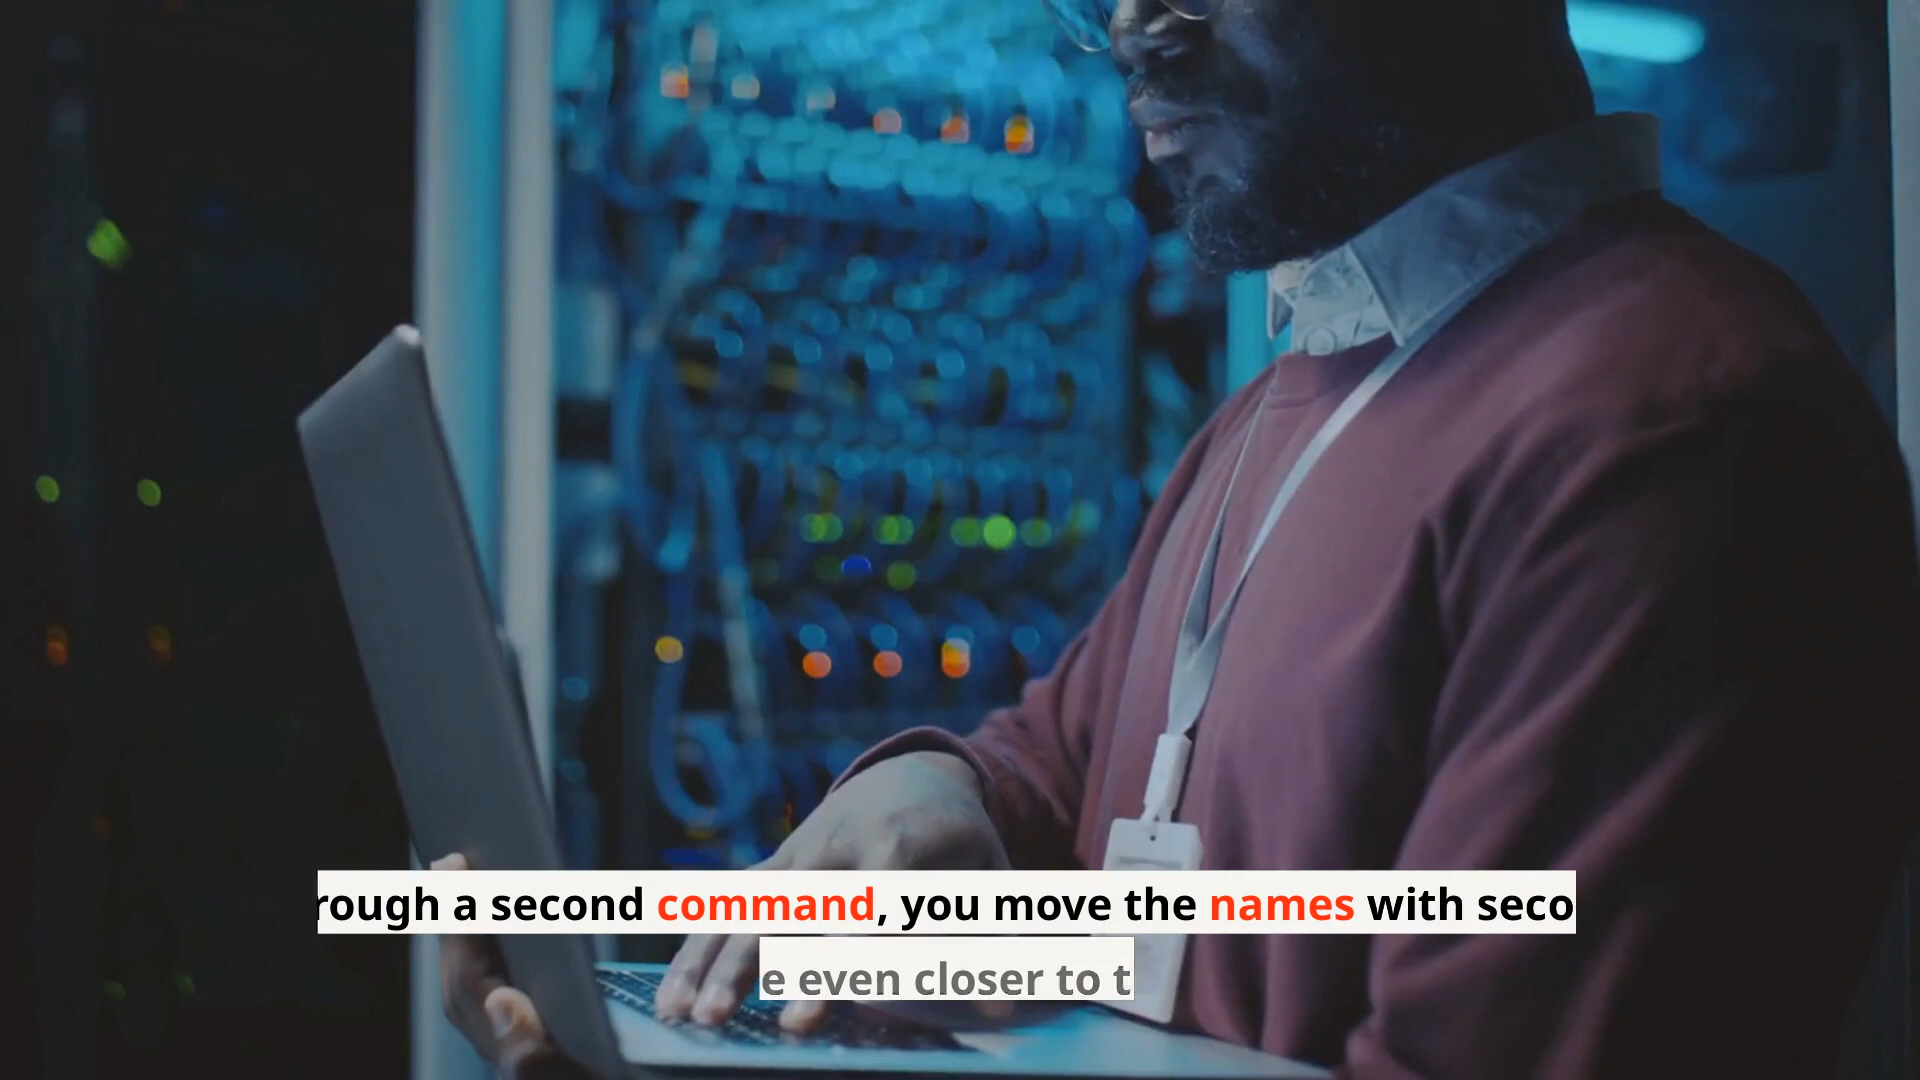 rough a second command, you move the names with seco
e even closer to t